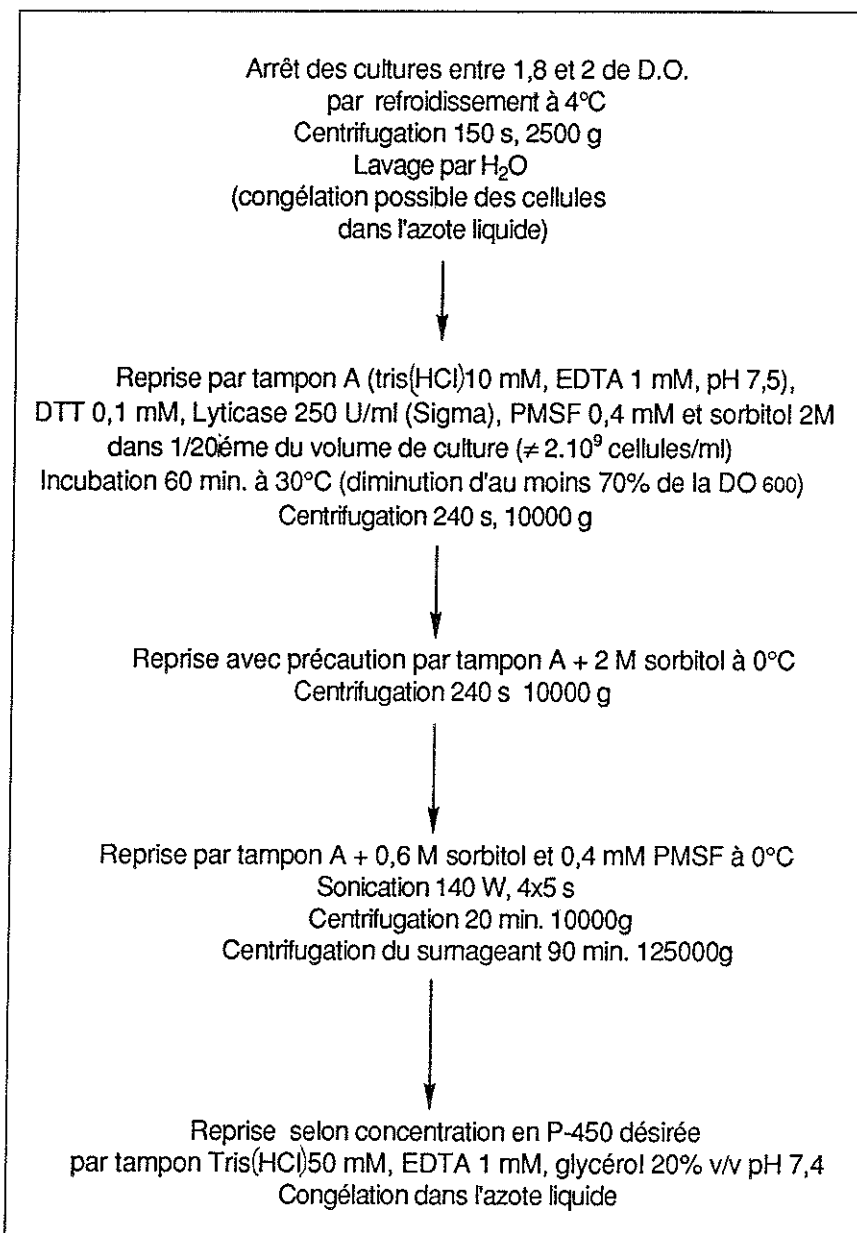 Arrêt des cultures entre 1,8 et 2 de D.O.
par refroidissement à 4°C
Centrifugation 150 s, 2500 g
Lavage par H₂O
(congélation possible des cellules
dans l'azote liquide)
Reprise par tampon A (tris(HCl)10 mM, EDTA 1 mM, pH 7,5),
DTT 0,1 mM, Lyticase 250 U/ml (Sigma), PMSF 0,4 mM et sorbitol 2M
dans 1/20éme du volume de culture (≠ 2.10⁹ cellules/ml)
Incubation 60 min. à 30°C (diminution d'au moins 70% de la DO 600)
Centrifugation 240 s, 10000 g
Reprise avec précaution par tampon A + 2 M sorbitol à 0°C
Centrifugation 240 s 10000 g
Reprise par tampon A + 0,6 M sorbitol et 0,4 mM PMSF à 0°C
Sonication 140 W, 4x5 s
Centrifugation 20 min. 10000g
Centrifugation du surnageant 90 min. 125000g
Reprise selon concentration en P-450 désirée
par tampon Tris(HCl)50 mM, EDTA 1 mM, glycérol 20% v/v pH 7,4
Congélation dans l'azote liquide